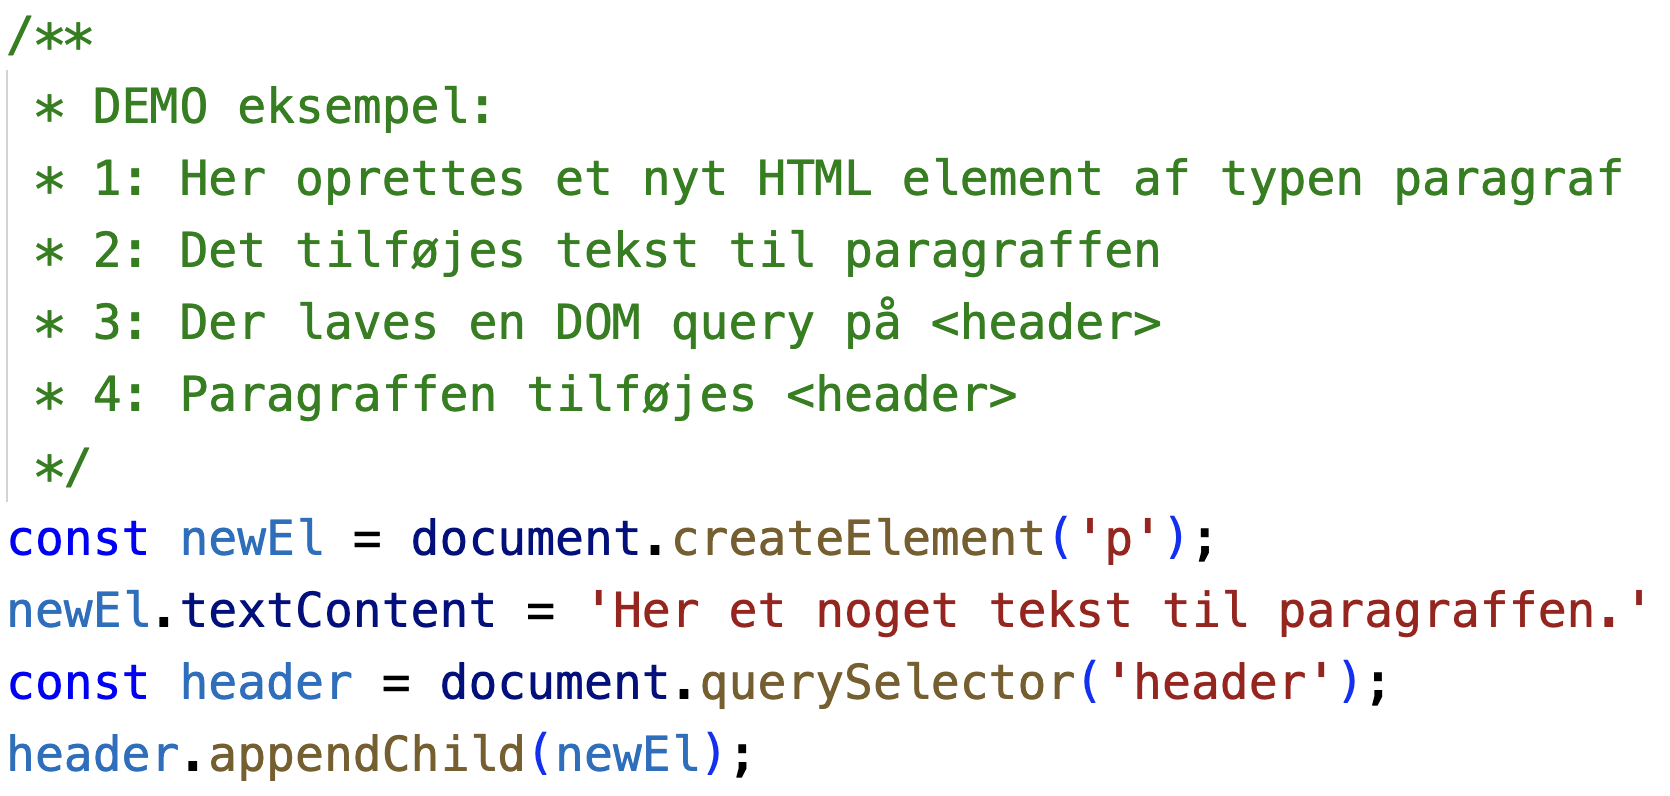 /**
 * DEMO eksempel:
 * 1: Her oprettes et nyt HTML element af typen paragraf
 * 2: Det tilføjes tekst til paragraffen
 * 3: Der laves en DOM query på <header>
 * 4: Paragraffen tilføjes <header>
 */
const newEl = document.createElement('p');
newEl.textContent = 'Her et noget tekst til paragraffen.'
const header = document.querySelector('header');
header.appendChild(newEl);